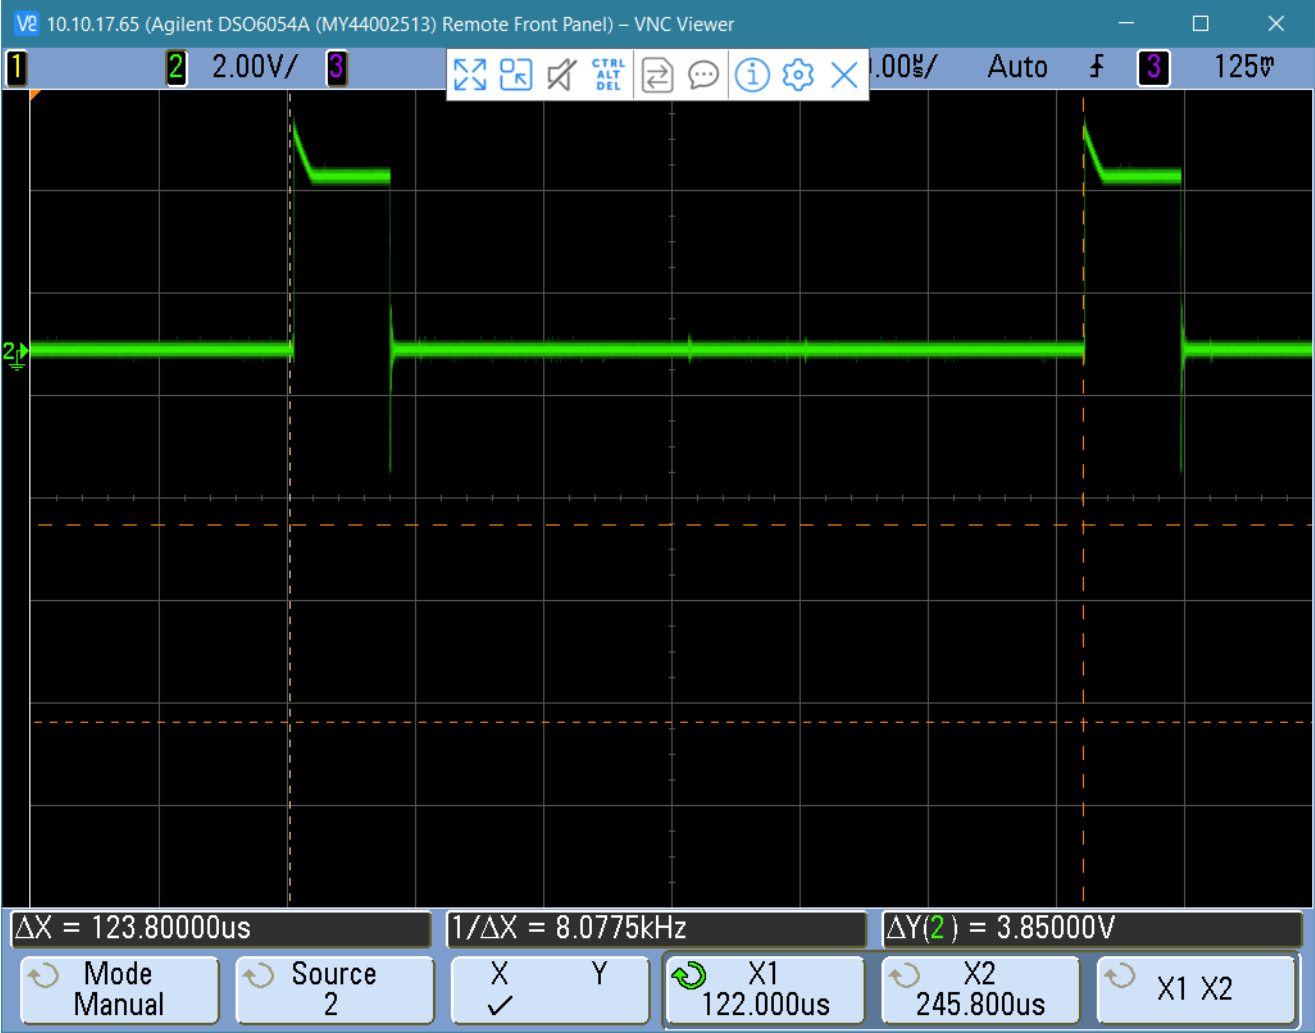 V2 10.10.17.65 (Agilent DSO6054A (MY44002513) Remote Front Panel) – VNC Viewer
1 2 2.00V/ 3 CTRL ALT DEL .00us/ Auto 3 125mV
2
ΔX = 123.80000us 1/ΔX = 8.0775kHz ΔY(2) = 3.85000V
Mode Source X Y X1 X2 X1 X2
Manual 2 ✓ 122.000us 245.800us